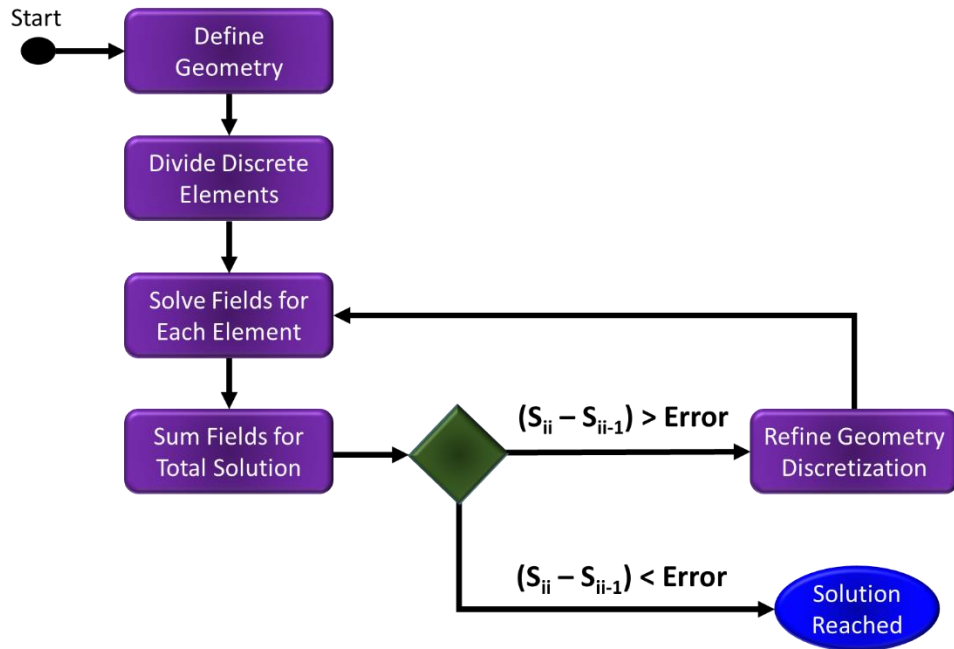 Start
Define
Geometry
Divide Discrete
Elements
Solve Fields for
Each Element
Sum Fields for
Total Solution
(Sᵢᵢ – Sᵢᵢ₋₁) > Error
Refine Geometry
Discretization
(Sᵢᵢ – Sᵢᵢ₋₁) < Error
Solution
Reached